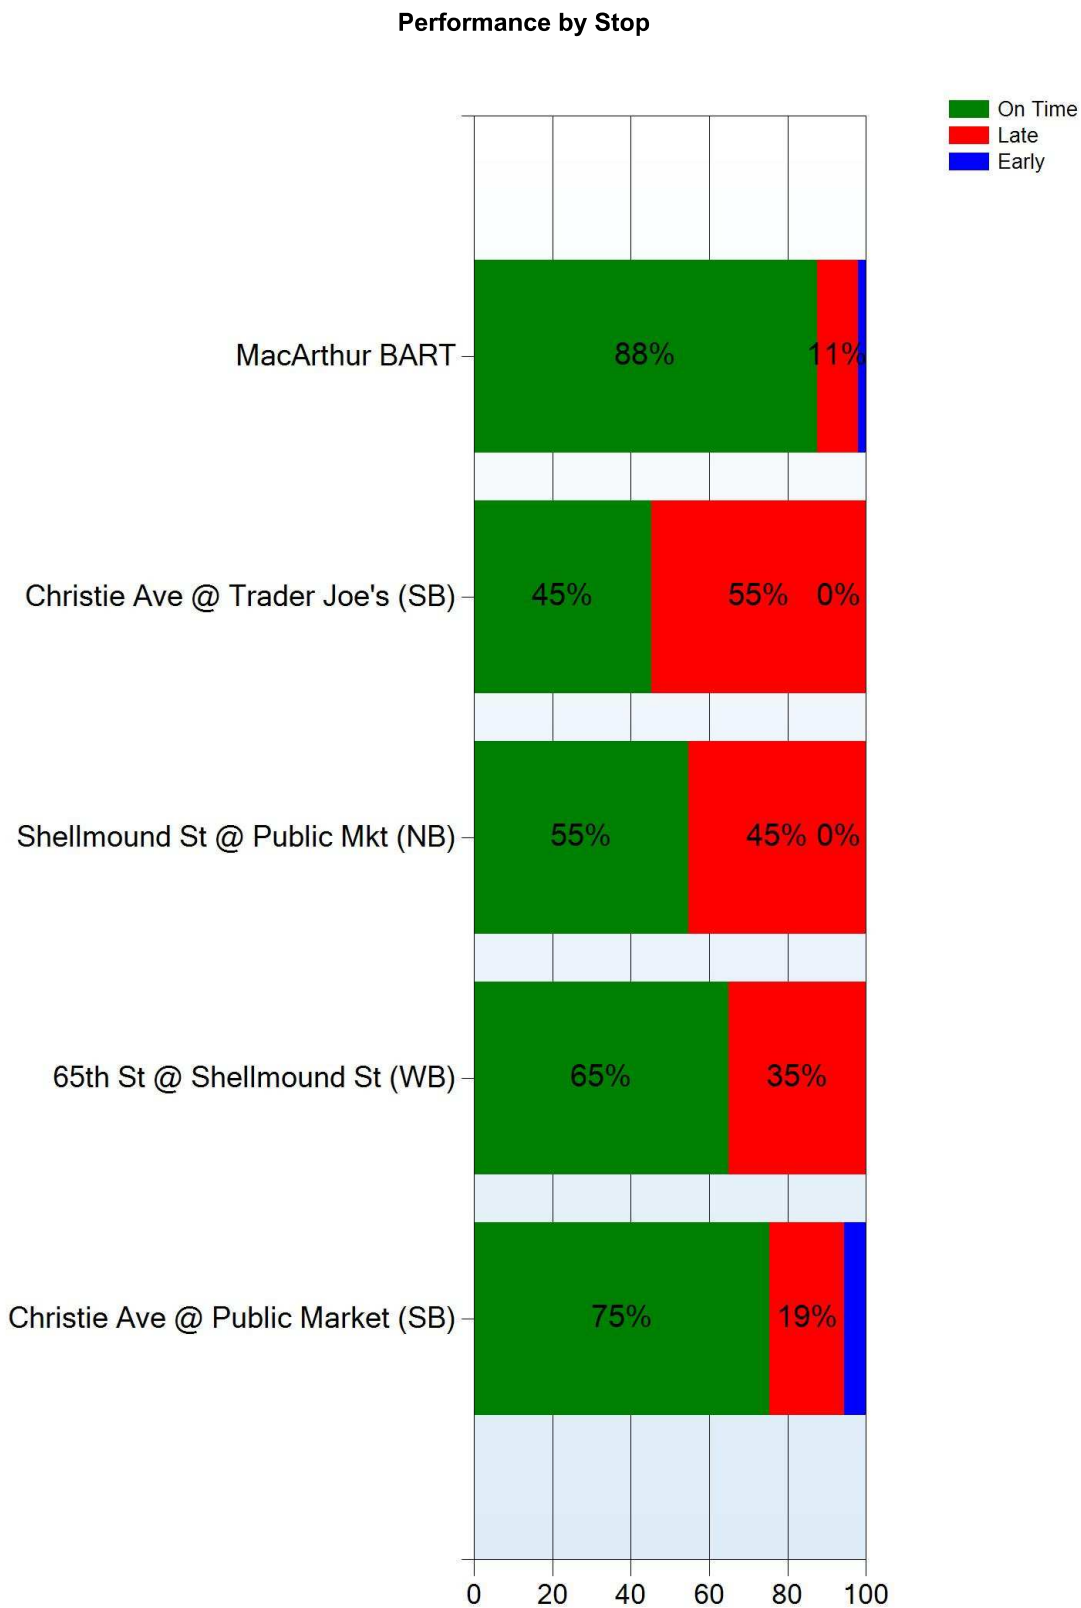 Performance by Stop
On Time
Late
Early
MacArthur BART
88%
11%
Christie Ave @ Trader Joe's (SB)
45%
55%
0%
Shellmound St @ Public Mkt (NB)
55%
45%
0%
65th St @ Shellmound St (WB)
65%
35%
Christie Ave @ Public Market (SB)
75%
19%
0 20 40 60 80 100